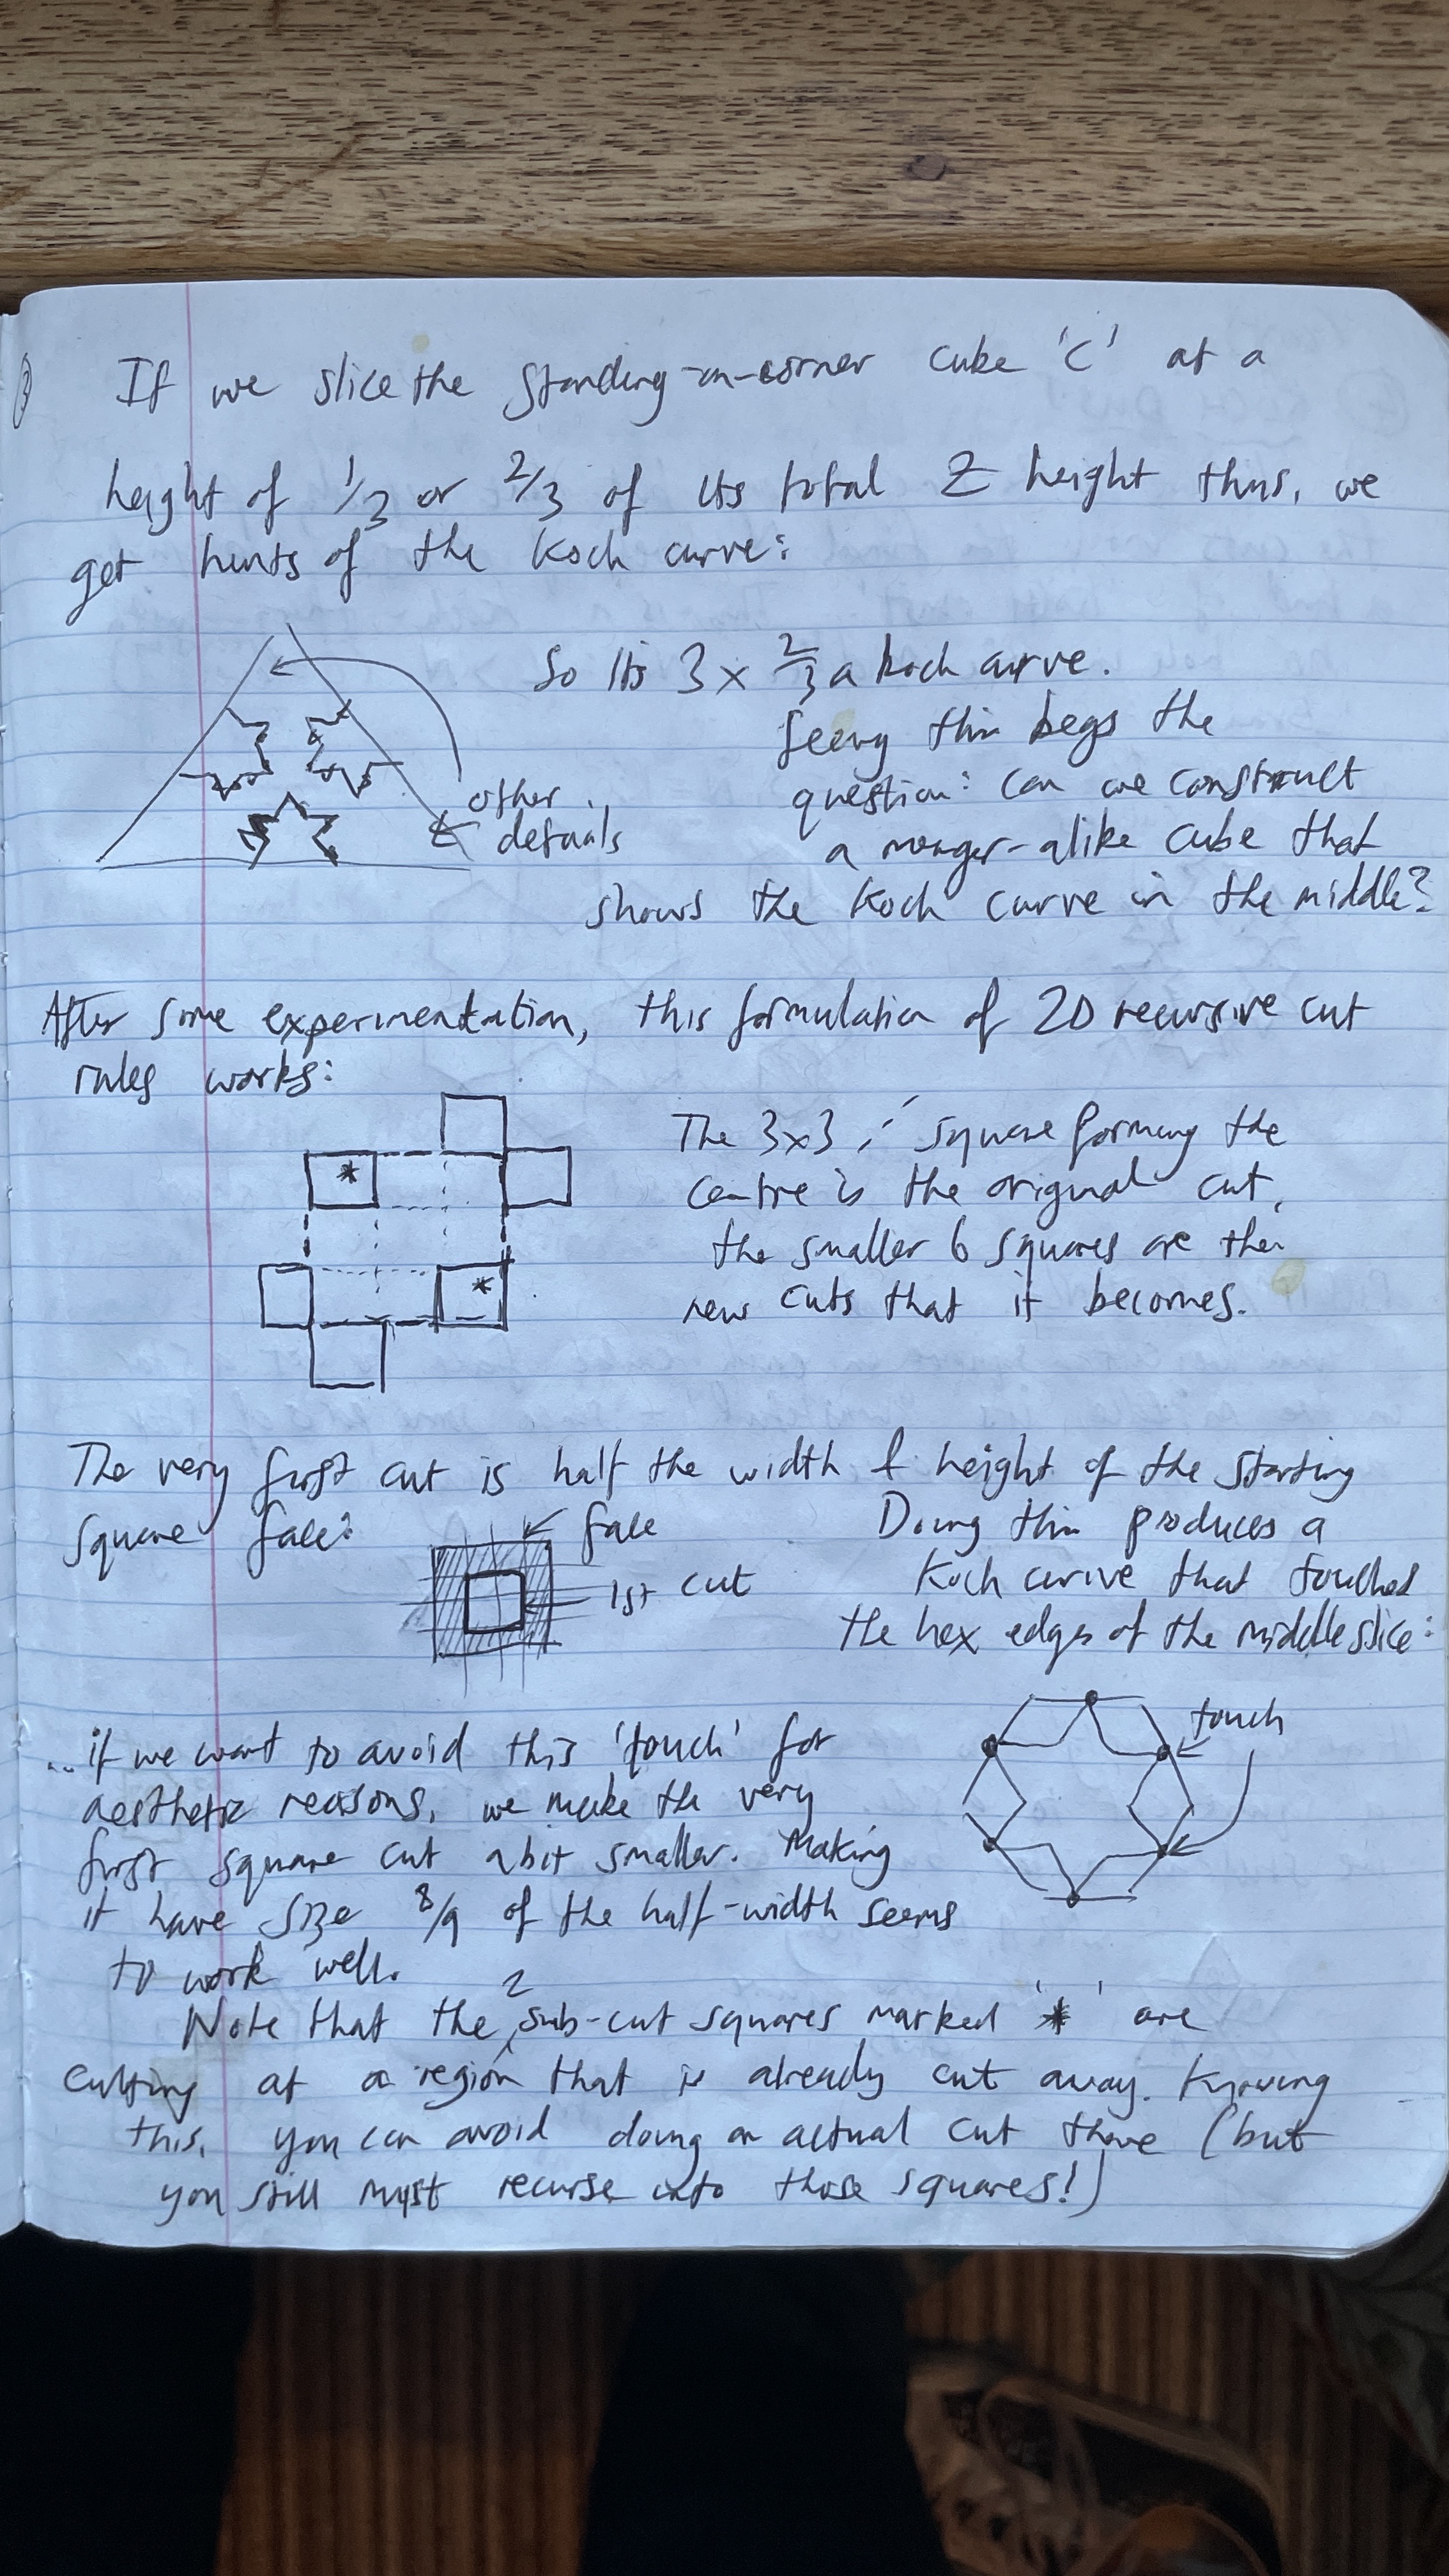 ③ If we slice the standing-on-corner cube 'C' at a
height of 1/3 or 2/3 of its total Z height thus, we
get hints of the Koch curve:
So it's 3 x 2/3 a koch curve.
Seeing this begs the
question: can we construct
a menger-alike cube that
shows the Koch curve in the middle?
other
details
After some experimentation, this formulation of 2D recursive cut
rules works:
*
*
The 3x3 square forming the
centre is the original cut,
the smaller 6 squares are the
new cuts that it becomes.
The very first cut is half the width & height of the starting
square face:
face
1st cut
Doing this produces a
Koch curve that touched
the hex edges of the middle slice:
touch
...if we want to avoid this 'touch' for
aesthetic reasons, we make the very
first square cut a bit smaller. Making
it have size 8/9 of the half-width seems
to work well.
Note that the 2 sub-cut squares marked '*' are
cutting at a region that is already cut away. Knowing
this, you can avoid doing an actual cut there (but
you still must recurse into those squares!)